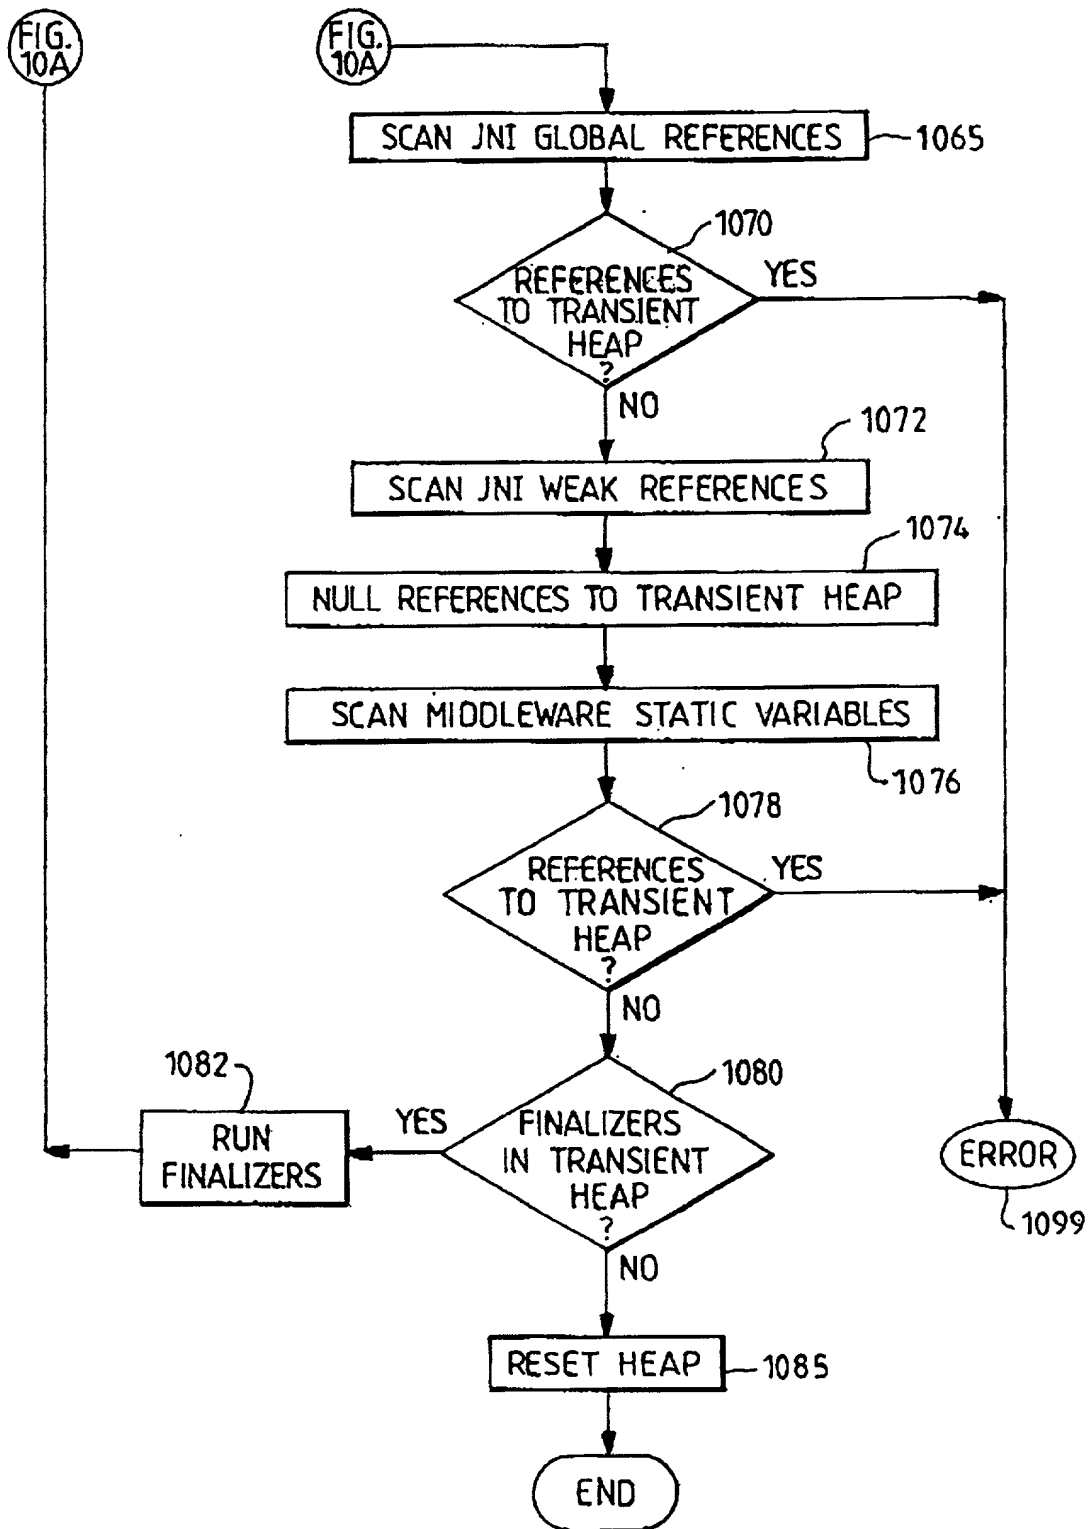 FIG.
10A
FIG.
10A
SCAN JNI GLOBAL REFERENCES
1065
1070
REFERENCES
TO TRANSIENT
HEAP
?
YES
NO
1072
SCAN JNI WEAK REFERENCES
1074
NULL REFERENCES TO TRANSIENT HEAP
SCAN MIDDLEWARE STATIC VARIABLES
1076
1078
REFERENCES
TO TRANSIENT
HEAP
?
YES
NO
1080
FINALIZERS
IN TRANSIENT
HEAP
?
YES
1082
RUN
FINALIZERS
ERROR
1099
NO
RESET HEAP
1085
END